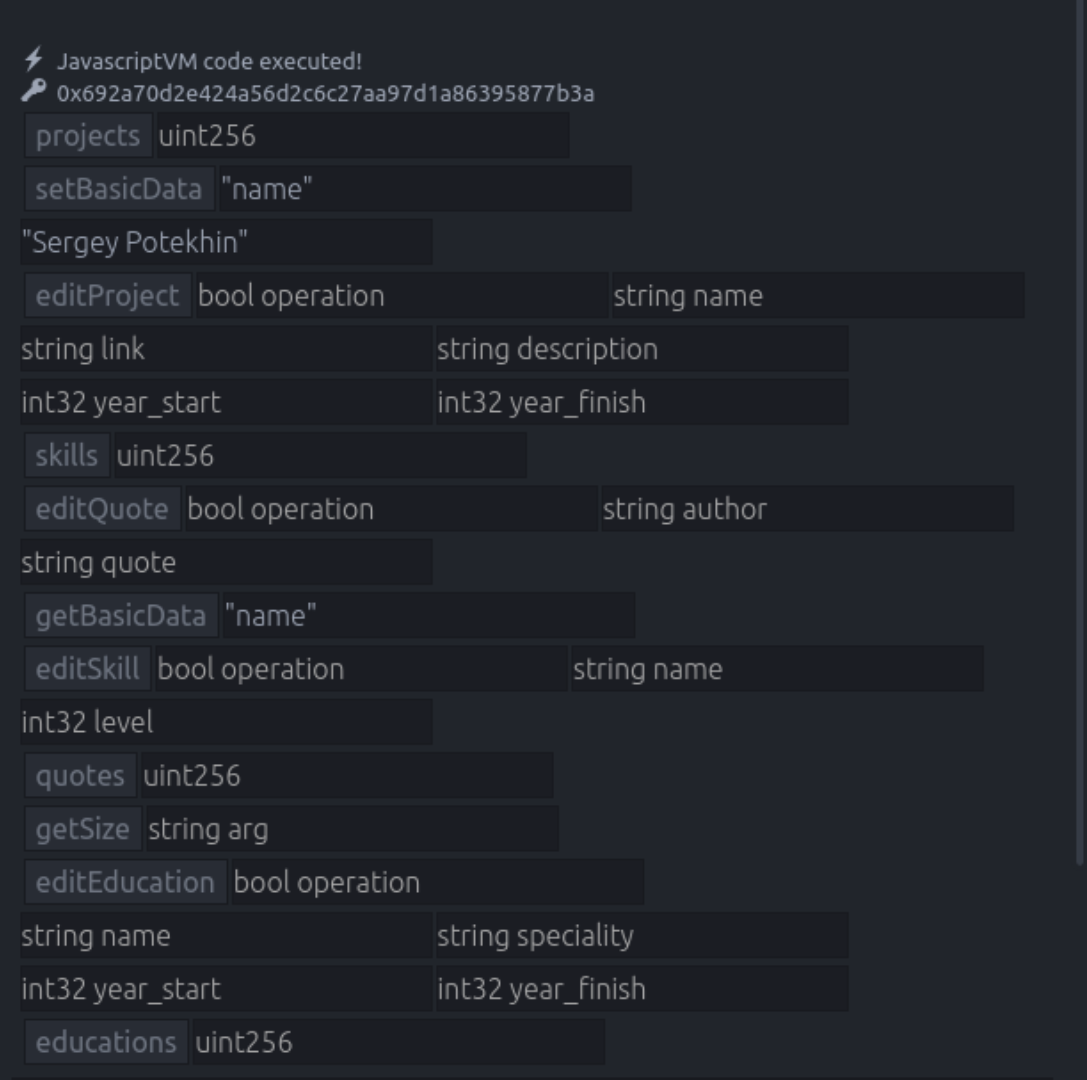 JavascriptVM code executed!
0x692a70d2e424a56d2c6c27aa97d1a86395877b3a
projects uint256
setBasicData "name"
"Sergey Potekhin"
editProject bool operation string name
string link string description
int32 year_start int32 year_finish
skills uint256
editQuote bool operation string author
string quote
getBasicData "name"
editSkill bool operation string name
int32 level
quotes uint256
getSize string arg
editEducation bool operation
string name string speciality
int32 year_start int32 year_finish
educations uint256